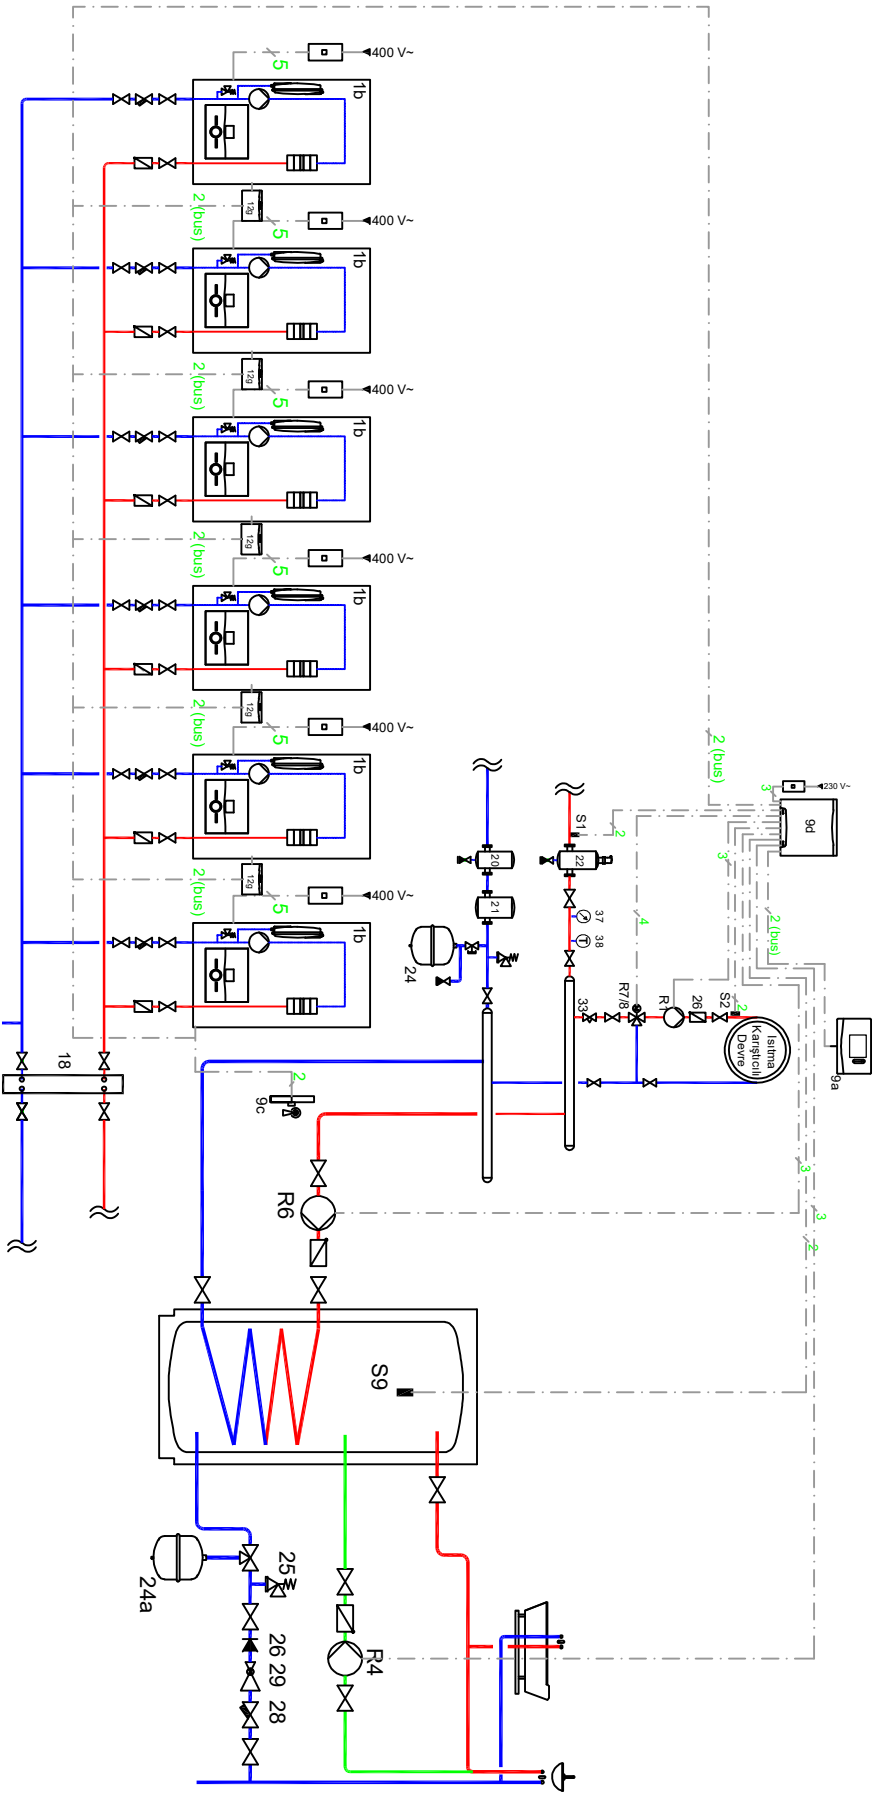 400 V~
5
1b
12g
2 (bus)
400 V~
5
1b
12g
2 (bus)
400 V~
5
1b
12g
2 (bus)
400 V~
5
1b
12g
2 (bus)
400 V~
5
1b
12g
2 (bus)
400 V~
5
1b
2 (bus)
230 V~
3
9d
S1
2
3
4
2 (bus)
20
21
22
37
38
24
33
R7/8
R1
26
S2
2
Isıtma
Karıştıcılı
Devre
9a
18
9c
2
3
3
2
R6
S9
24a
25
26
29
28
R4